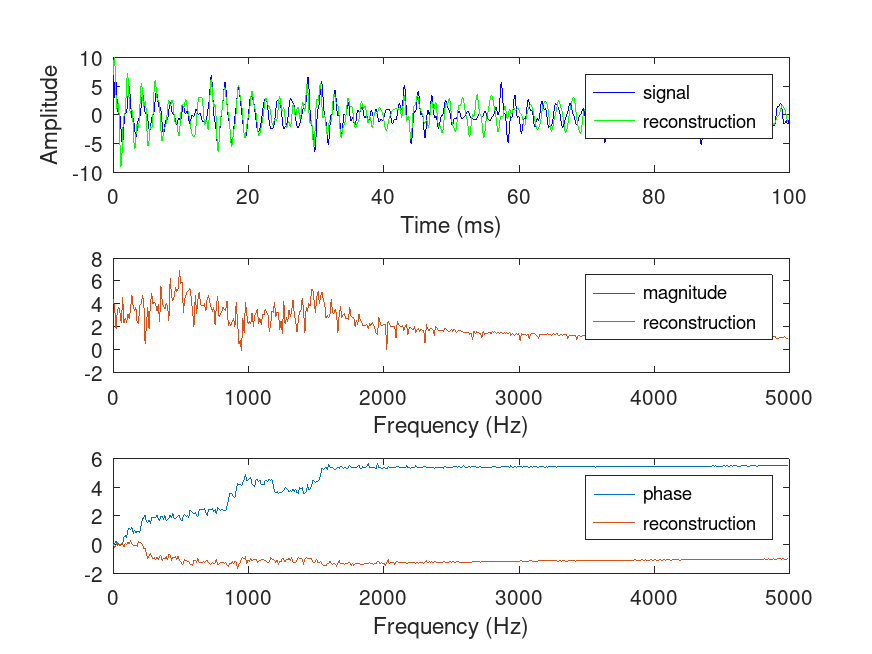 Amplitude
10
5
0
-5
-10
signal
reconstruction
0 20 40 60 80 100
Time (ms)
8
6
4
2
0
-2
magnitude
reconstruction
0 1000 2000 3000 4000 5000
Frequency (Hz)
6
4
2
0
-2
phase
reconstruction
0 1000 2000 3000 4000 5000
Frequency (Hz)